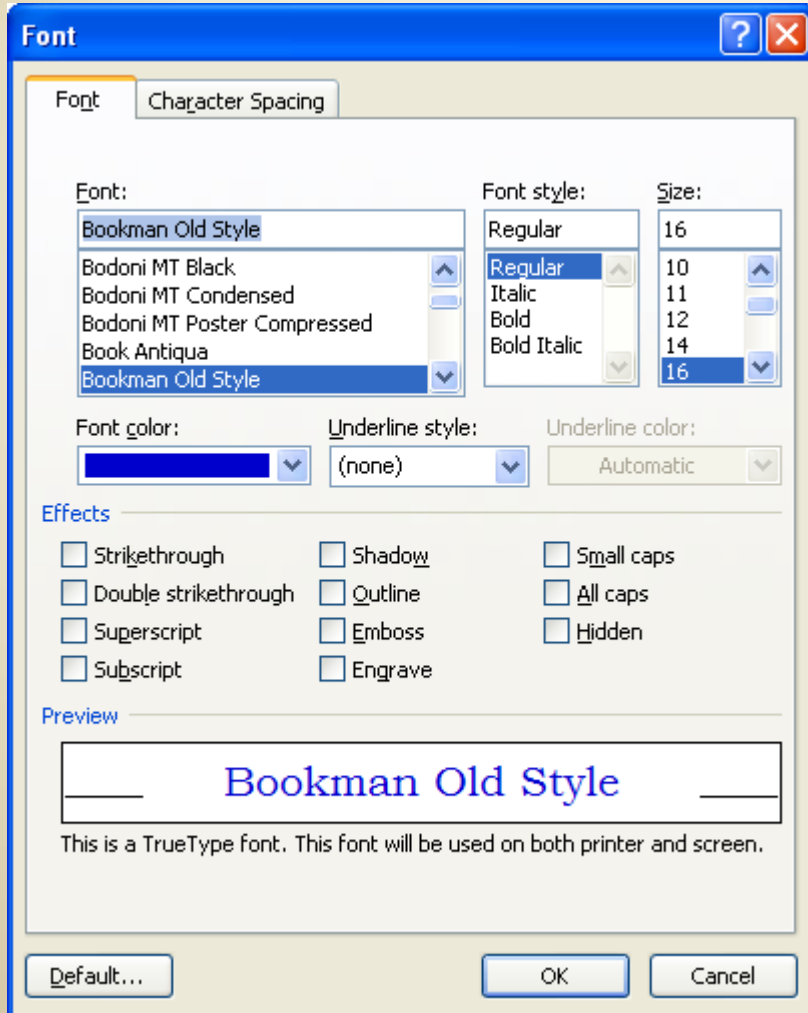 Font
Font Character Spacing
Font: Font style: Size:
Bookman Old Style Regular 16
Bodoni MT Black Regular 10
Bodoni MT Condensed Italic 11
Bodoni MT Poster Compressed Bold 12
Book Antiqua Bold Italic 14
Bookman Old Style 16
Font color: Underline style: Underline color:
(none) Automatic
Effects
Strikethrough Shadow Small caps
Double strikethrough Outline All caps
Superscript Emboss Hidden
Subscript Engrave
Preview
Bookman Old Style
This is a TrueType font. This font will be used on both printer and screen.
Default... OK Cancel